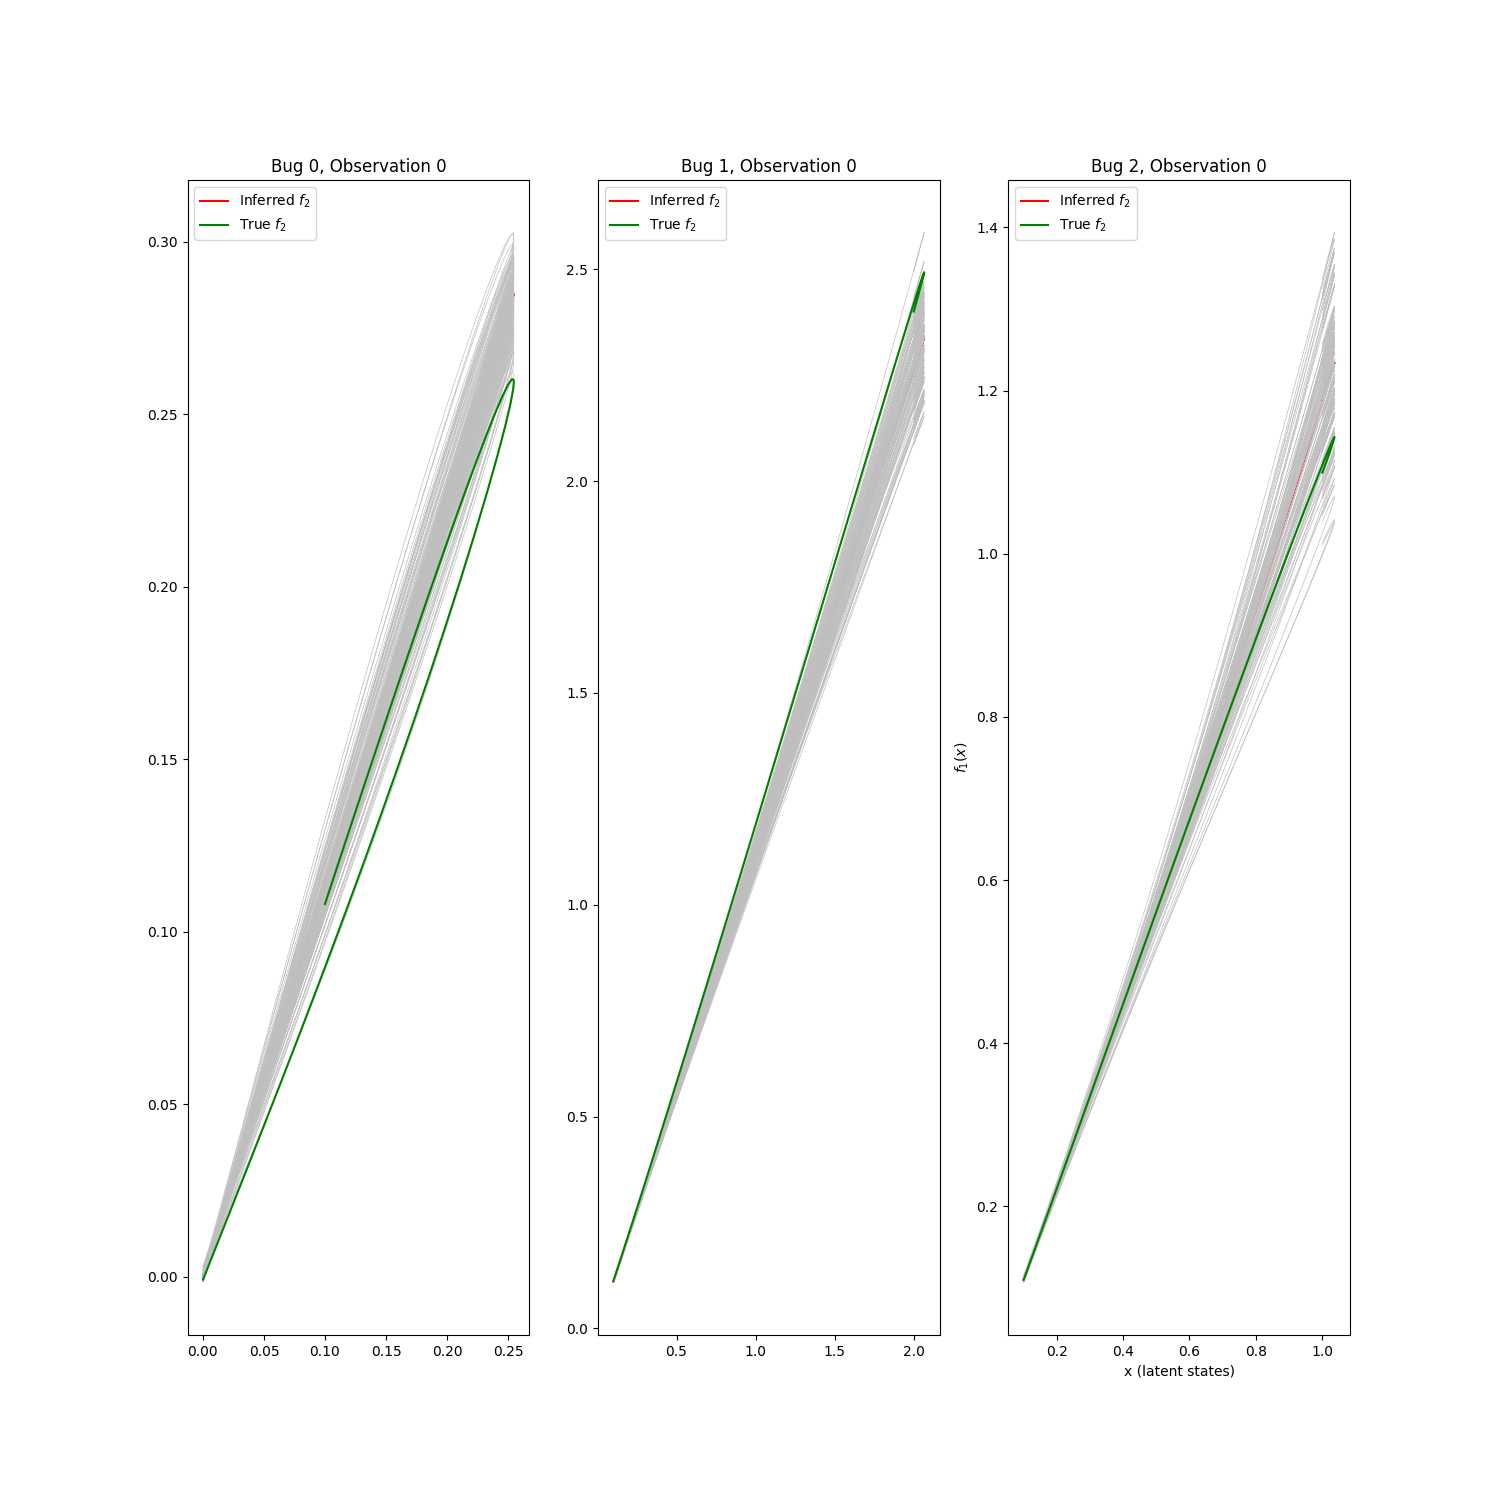 Bug 0, Observation 0
Inferred f₂
True f₂
0.30
0.25
0.20
0.15
0.10
0.05
0.00
0.00 0.05 0.10 0.15 0.20 0.25
Bug 1, Observation 0
Inferred f₂
True f₂
2.5
2.0
1.5
1.0
0.5
0.0
0.5 1.0 1.5 2.0
Bug 2, Observation 0
Inferred f₂
True f₂
f₁(x)
1.4
1.2
1.0
0.8
0.6
0.4
0.2
0.2 0.4 0.6 0.8 1.0
x (latent states)